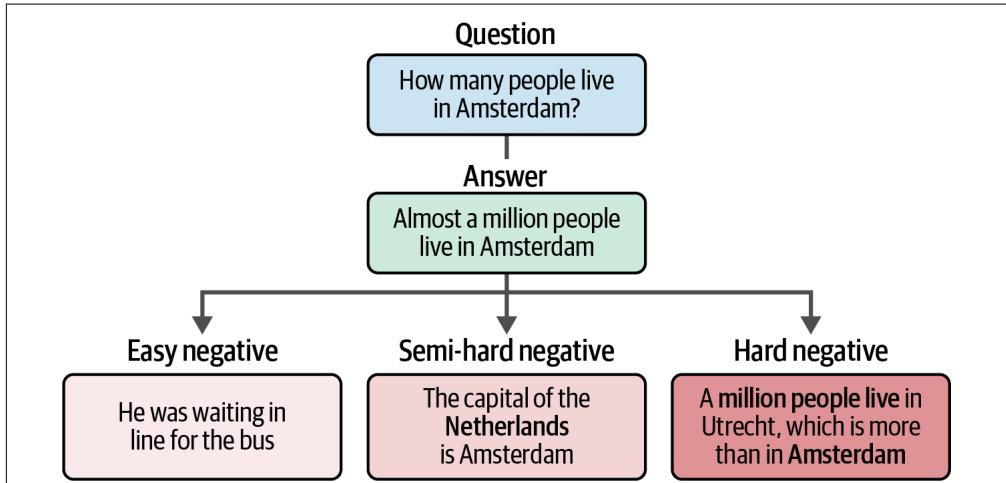 Question
How many people live
in Amsterdam?
Answer
Almost a million people
live in Amsterdam
Easy negative
He was waiting in
line for the bus
Semi-hard negative
The capital of the
Netherlands
is Amsterdam
Hard negative
A million people live in
Utrecht, which is more
than in Amsterdam